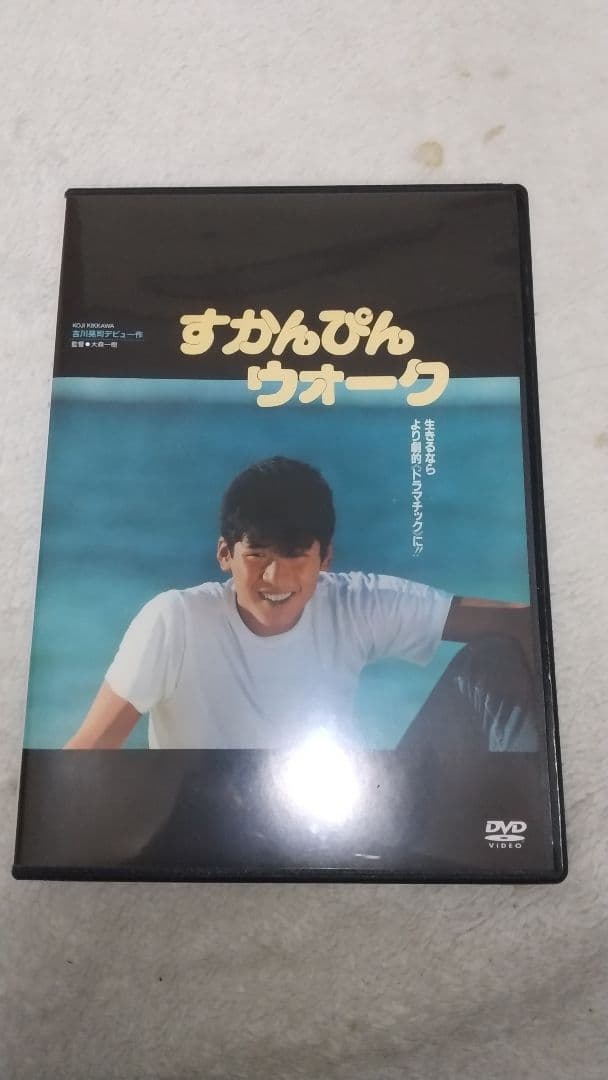 KOJI KIKKAWA
吉川晃司デビュー作
監督●大森一樹
すかんぴん
ウォーク
生きるなら
より劇的《ドラマチック》に!!
DVD
VIDEO